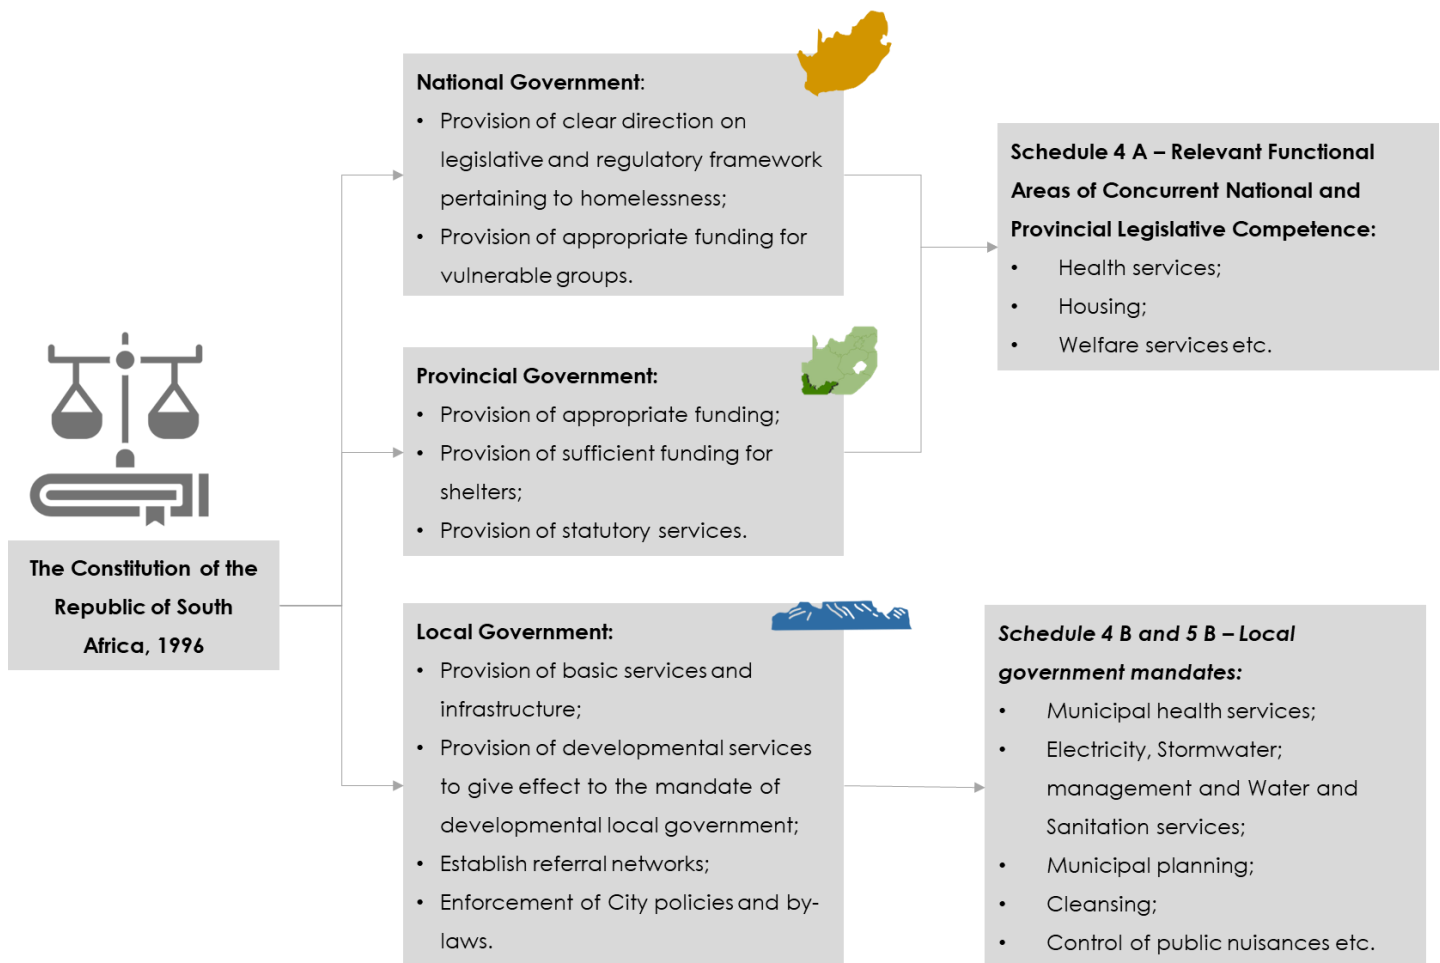 The Constitution of the
Republic of South
Africa, 1996
National Government:
• Provision of clear direction on
legislative and regulatory framework
pertaining to homelessness;
• Provision of appropriate funding for
vulnerable groups.
Provincial Government:
• Provision of appropriate funding;
• Provision of sufficient funding for
shelters;
• Provision of statutory services.
Local Government:
• Provision of basic services and
infrastructure;
• Provision of developmental services
to give effect to the mandate of
developmental local government;
• Establish referral networks;
• Enforcement of City policies and by-
laws.
Schedule 4 A – Relevant Functional
Areas of Concurrent National and
Provincial Legislative Competence:
• Health services;
• Housing;
• Welfare services etc.
Schedule 4 B and 5 B – Local
government mandates:
• Municipal health services;
• Electricity, Stormwater;
management and Water and
Sanitation services;
• Municipal planning;
• Cleansing;
• Control of public nuisances etc.